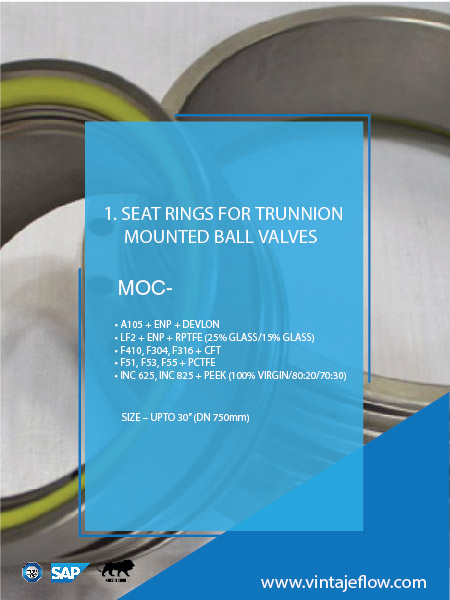 1. SEAT RINGS FOR TRUNNION
MOUNTED BALL VALVES
MOC-
• A105 + ENP + DEVLON
• LF2 + ENP + RPTFE (25% GLASS/15% GLASS)
• F410, F304, F316 + CFT
• F51, F53, F55 + PCTFE
• INC 625, INC 825 + PEEK (100% VIRGIN/80:20/70:30)
SIZE – UPTO 30” (DN 750mm)
SAP
www.vintajeflow.com